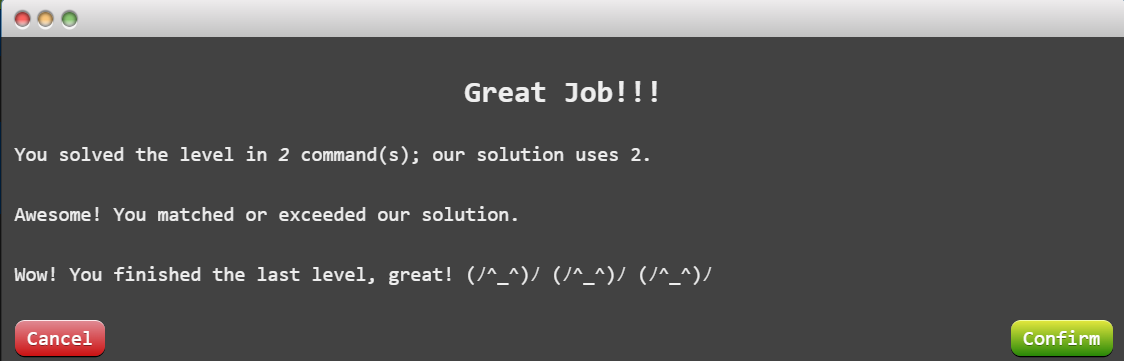 Great Job!!!
You solved the level in 2 command(s); our solution uses 2.
Awesome! You matched or exceeded our solution.
Wow! You finished the last level, great! (/^_^)/ (/^_^)/ (/^_^)/
Cancel
Confirm